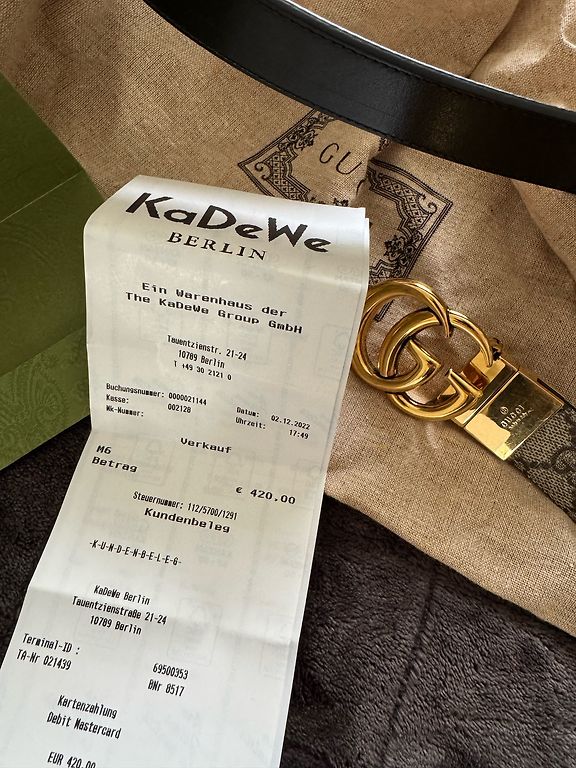 GU
KaDeWe
BERLIN
Ein Warenhaus der
The KaDeWe Group GmbH
Tauentzienstr. 21-24
10789 Berlin
T +49 30 2121 0
Buchungsnummer: 0000021144
Kasse: 002128 Datum: 02.12.2022
Wk-Nummer: Uhrzeit: 17:49
Verkauf
M6
Betrag € 420.00
Steuernummer: 112/5700/1291
Kundenbeleg
-K-U-N-D-E-N-B-E-L-E-G-
KaDeWe Berlin
Tauentzienstraße 21-24
10789 Berlin
Terminal-ID : 69500353
TA-Nr 021439 BNr 0517
Kartenzahlung
Debit Mastercard
EUR 420,00
GUCCI